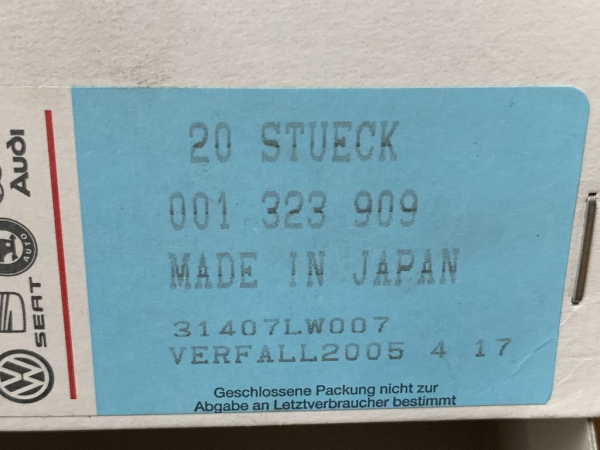 20 STUECK
001 323 909
MADE IN JAPAN
31407LW007
VERFALL2005 4 17
Geschlossene Packung nicht zur
Abgabe an Letztverbraucher bestimmt
Audi
AUTO
SEAT